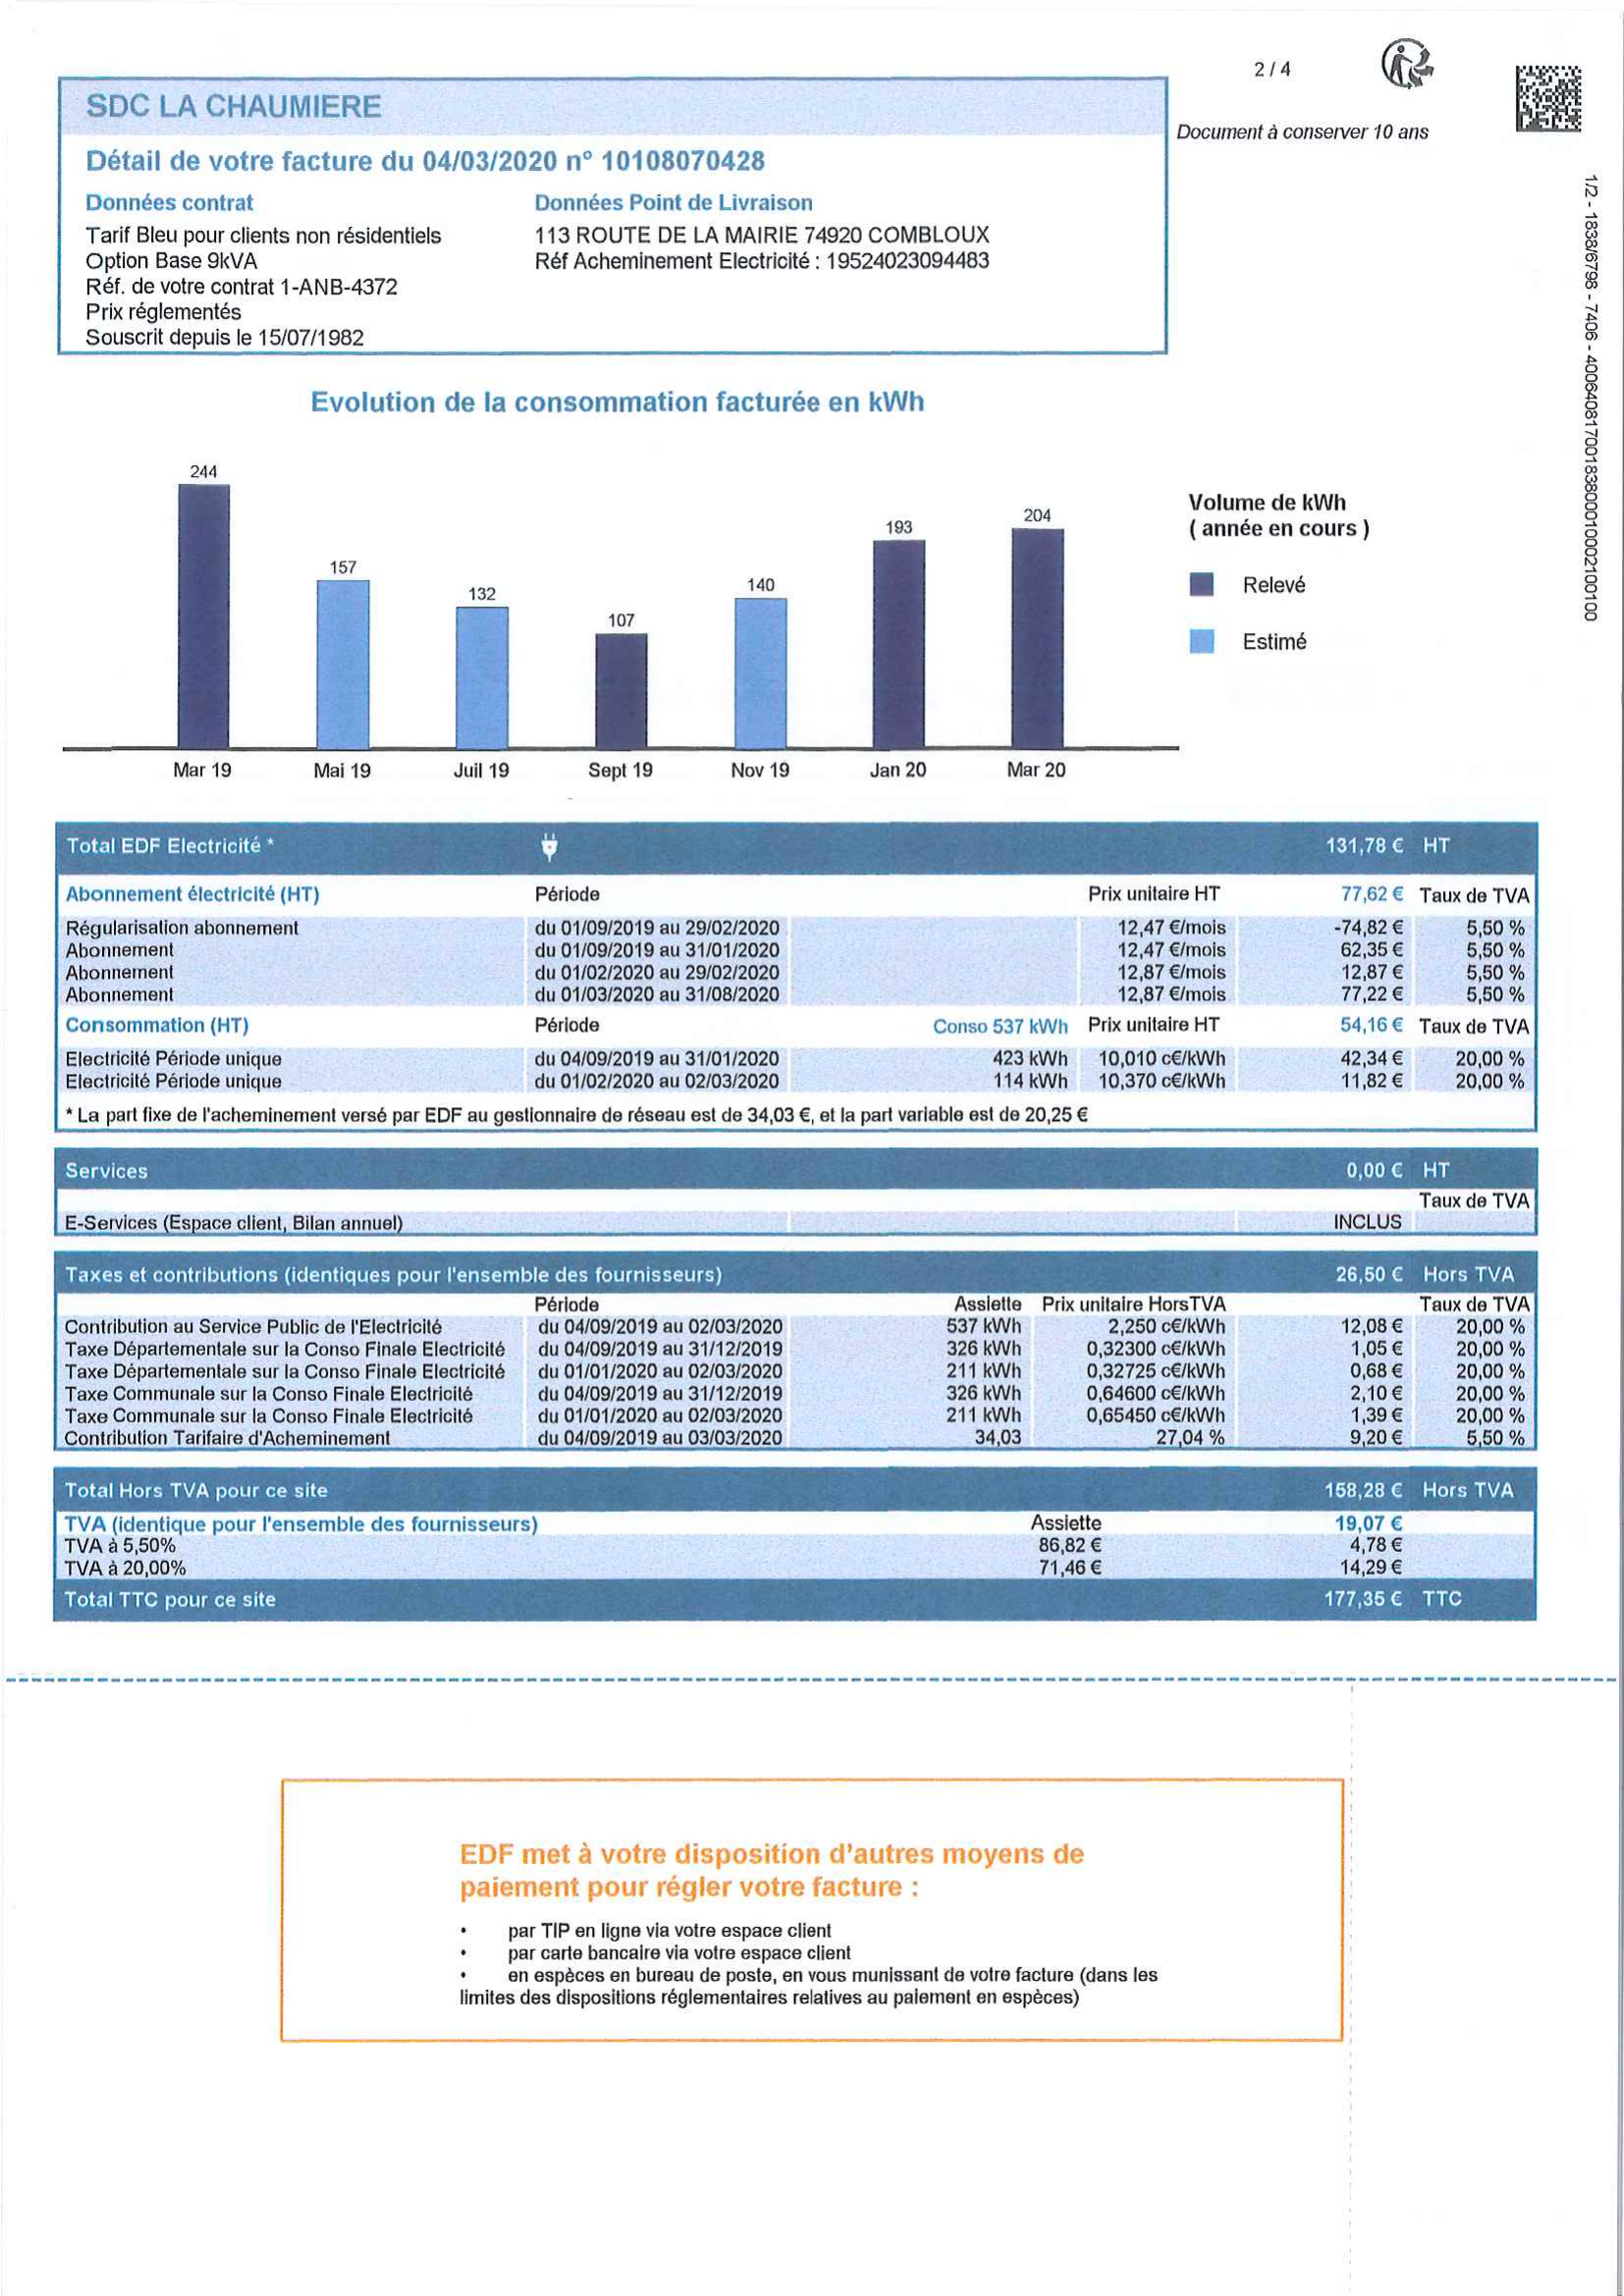 2 / 4
SDC LA CHAUMIERE
Document à conserver 10 ans
Détail de votre facture du 04/03/2020 n° 10108070428
Données contrat Données Point de Livraison
Tarif Bleu pour clients non résidentiels 113 ROUTE DE LA MAIRIE 74920 COMBLOUX
Option Base 9kVA Réf Acheminement Electricité : 19524023094483
Réf. de votre contrat 1-ANB-4372
Prix réglementés
Souscrit depuis le 15/07/1982
1/2 - 1838/6798 - 7406 - 40064081700183800010002100100
Evolution de la consommation facturée en kWh
244 157 132 107 140 193 204
Volume de kWh
( année en cours )
Relevé
Estimé
Mar 19 Mai 19 Juil 19 Sept 19 Nov 19 Jan 20 Mar 20
Total EDF Electricité * 131,78 € HT
Abonnement électricité (HT) Période Prix unitaire HT 77,62 € Taux de TVA
Régularisation abonnement du 01/09/2019 au 29/02/2020 12,47 €/mois -74,82 € 5,50 %
Abonnement du 01/09/2019 au 31/01/2020 12,47 €/mois 62,35 € 5,50 %
Abonnement du 01/02/2020 au 29/02/2020 12,87 €/mois 12,87 € 5,50 %
Abonnement du 01/03/2020 au 31/08/2020 12,87 €/mois 77,22 € 5,50 %
Consommation (HT) Période Conso 537 kWh Prix unitaire HT 54,16 € Taux de TVA
Electricité Période unique du 04/09/2019 au 31/01/2020 423 kWh 10,010 c€/kWh 42,34 € 20,00 %
Electricité Période unique du 01/02/2020 au 02/03/2020 114 kWh 10,370 c€/kWh 11,82 € 20,00 %
* La part fixe de l'acheminement versé par EDF au gestionnaire de réseau est de 34,03 €, et la part variable est de 20,25 €
Services 0,00 € HT
Taux de TVA
E-Services (Espace client, Bilan annuel) INCLUS
Taxes et contributions (identiques pour l'ensemble des fournisseurs) 26,50 € Hors TVA
Période Assiette Prix unitaire HorsTVA Taux de TVA
Contribution au Service Public de l'Electricité du 04/09/2019 au 02/03/2020 537 kWh 2,250 c€/kWh 12,08 € 20,00 %
Taxe Départementale sur la Conso Finale Electricité du 04/09/2019 au 31/12/2019 326 kWh 0,32300 c€/kWh 1,05 € 20,00 %
Taxe Départementale sur la Conso Finale Electricité du 01/01/2020 au 02/03/2020 211 kWh 0,32725 c€/kWh 0,68 € 20,00 %
Taxe Communale sur la Conso Finale Electricité du 04/09/2019 au 31/12/2019 326 kWh 0,64600 c€/kWh 2,10 € 20,00 %
Taxe Communale sur la Conso Finale Electricité du 01/01/2020 au 02/03/2020 211 kWh 0,65450 c€/kWh 1,39 € 20,00 %
Contribution Tarifaire d'Acheminement du 04/09/2019 au 03/03/2020 34,03 27,04 % 9,20 € 5,50 %
Total Hors TVA pour ce site 158,28 € Hors TVA
TVA (identique pour l'ensemble des fournisseurs) Assiette 19,07 €
TVA à 5,50% 86,82 € 4,78 €
TVA à 20,00% 71,46 € 14,29 €
Total TTC pour ce site 177,35 € TTC
EDF met à votre disposition d'autres moyens de
paiement pour régler votre facture :
• par TIP en ligne via votre espace client
• par carte bancaire via votre espace client
• en espèces en bureau de poste, en vous munissant de votre facture (dans les
limites des dispositions réglementaires relatives au paiement en espèces)